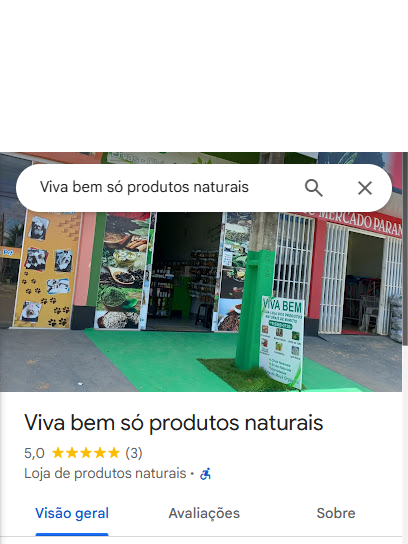 Viva bem só produtos naturais
MERCADO PARAN
VIVA BEM
Viva bem só produtos naturais
5,0 (3)
Loja de produtos naturais ·
Visão geral
Avaliações
Sobre